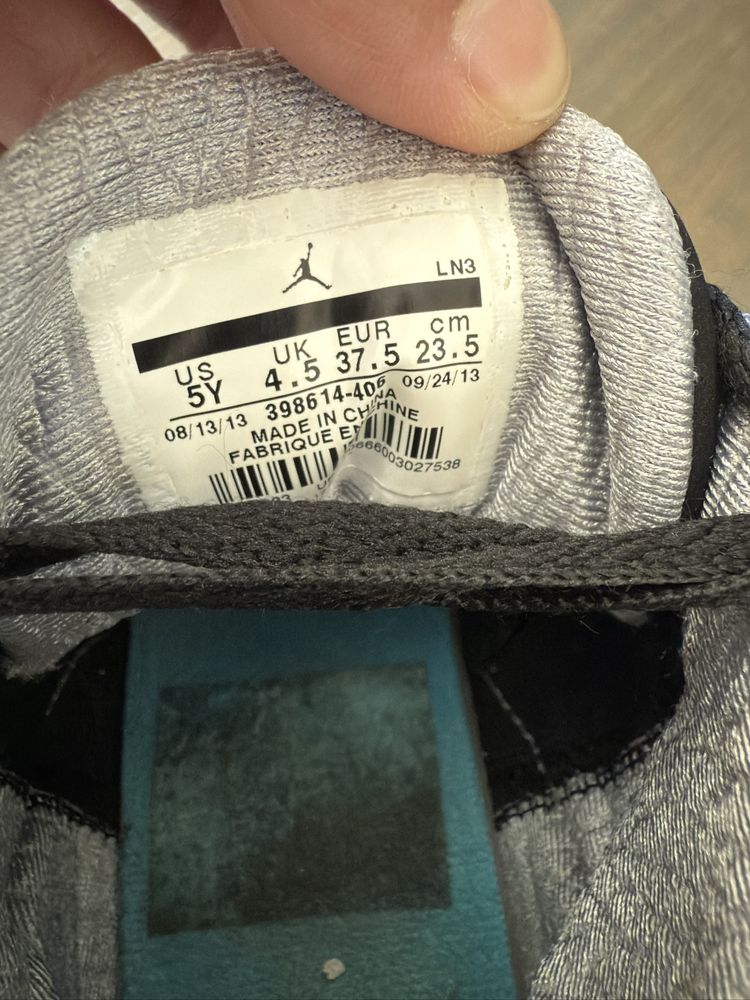 LN3
US UK EUR cm
5Y 4.5 37.5 23.5
08/13/13 398614-406 09/24/13
MADE IN CHINA
FABRIQUE EN CHINE